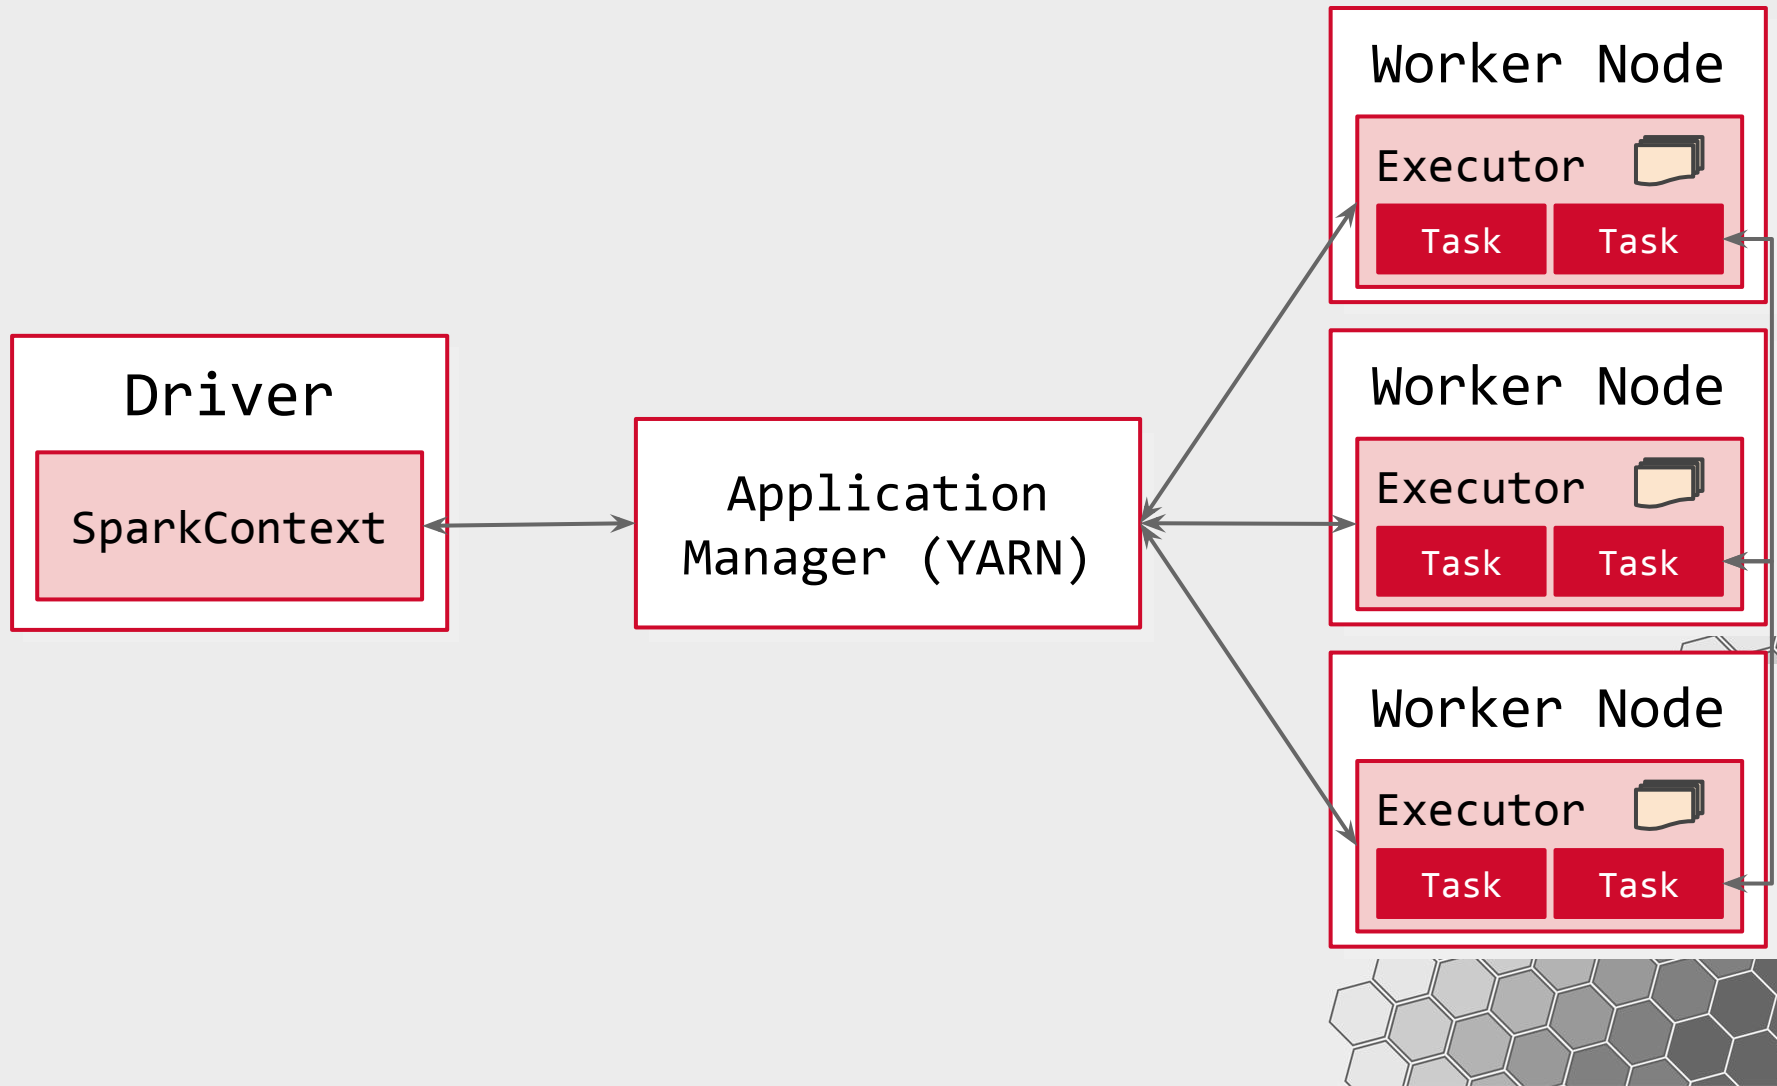 Driver
SparkContext
Application
Manager (YARN)
Worker Node
Executor
Task Task
Worker Node
Executor
Task Task
Worker Node
Executor
Task Task